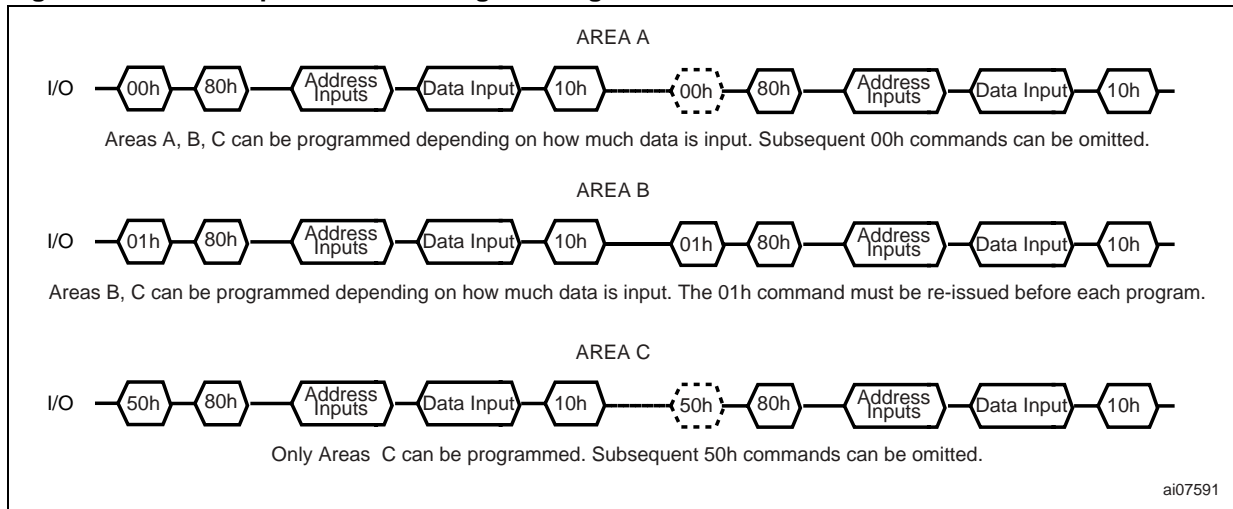 AREA A
I/O 00h 80h Address Inputs Data Input 10h 00h 80h Address Inputs Data Input 10h
Areas A, B, C can be programmed depending on how much data is input. Subsequent 00h commands can be omitted.
AREA B
I/O 01h 80h Address Inputs Data Input 10h 01h 80h Address Inputs Data Input 10h
Areas B, C can be programmed depending on how much data is input. The 01h command must be re-issued before each program.
AREA C
I/O 50h 80h Address Inputs Data Input 10h 50h 80h Address Inputs Data Input 10h
Only Areas C can be programmed. Subsequent 50h commands can be omitted.
ai07591